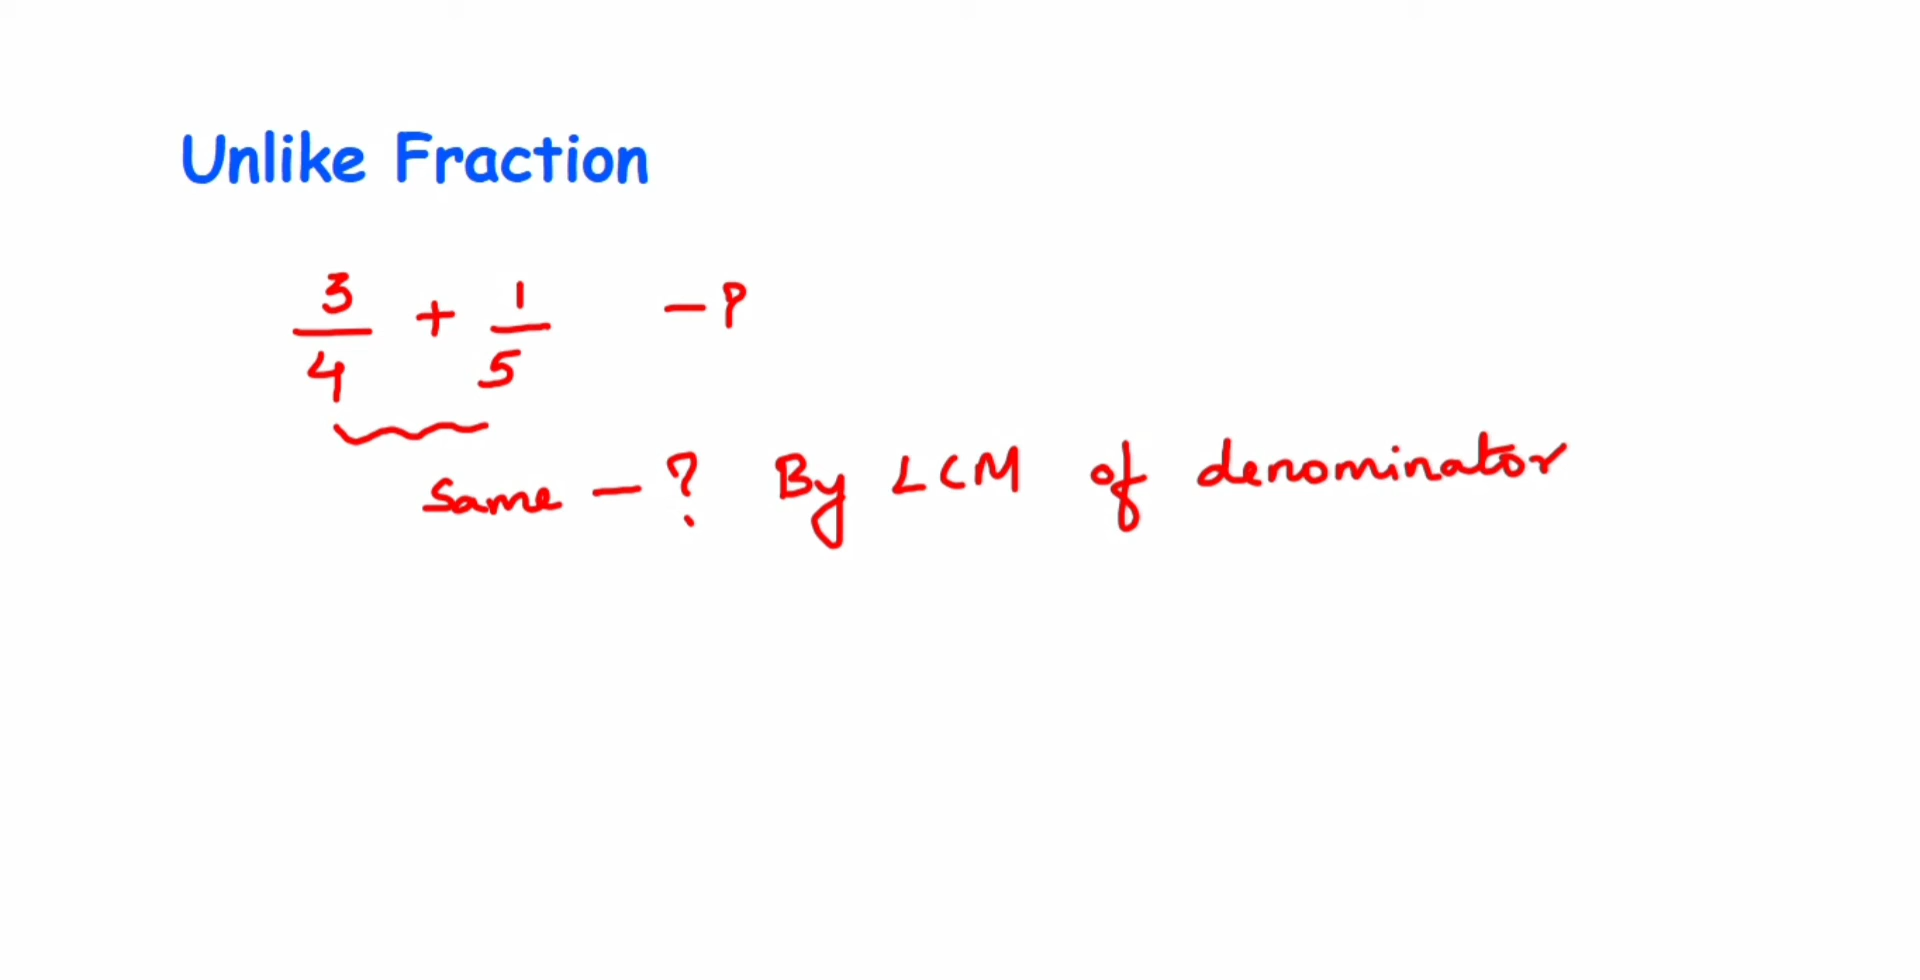 Unlike Fraction
3/4 + 1/5 - ?
Same - ? By LCM of denominator